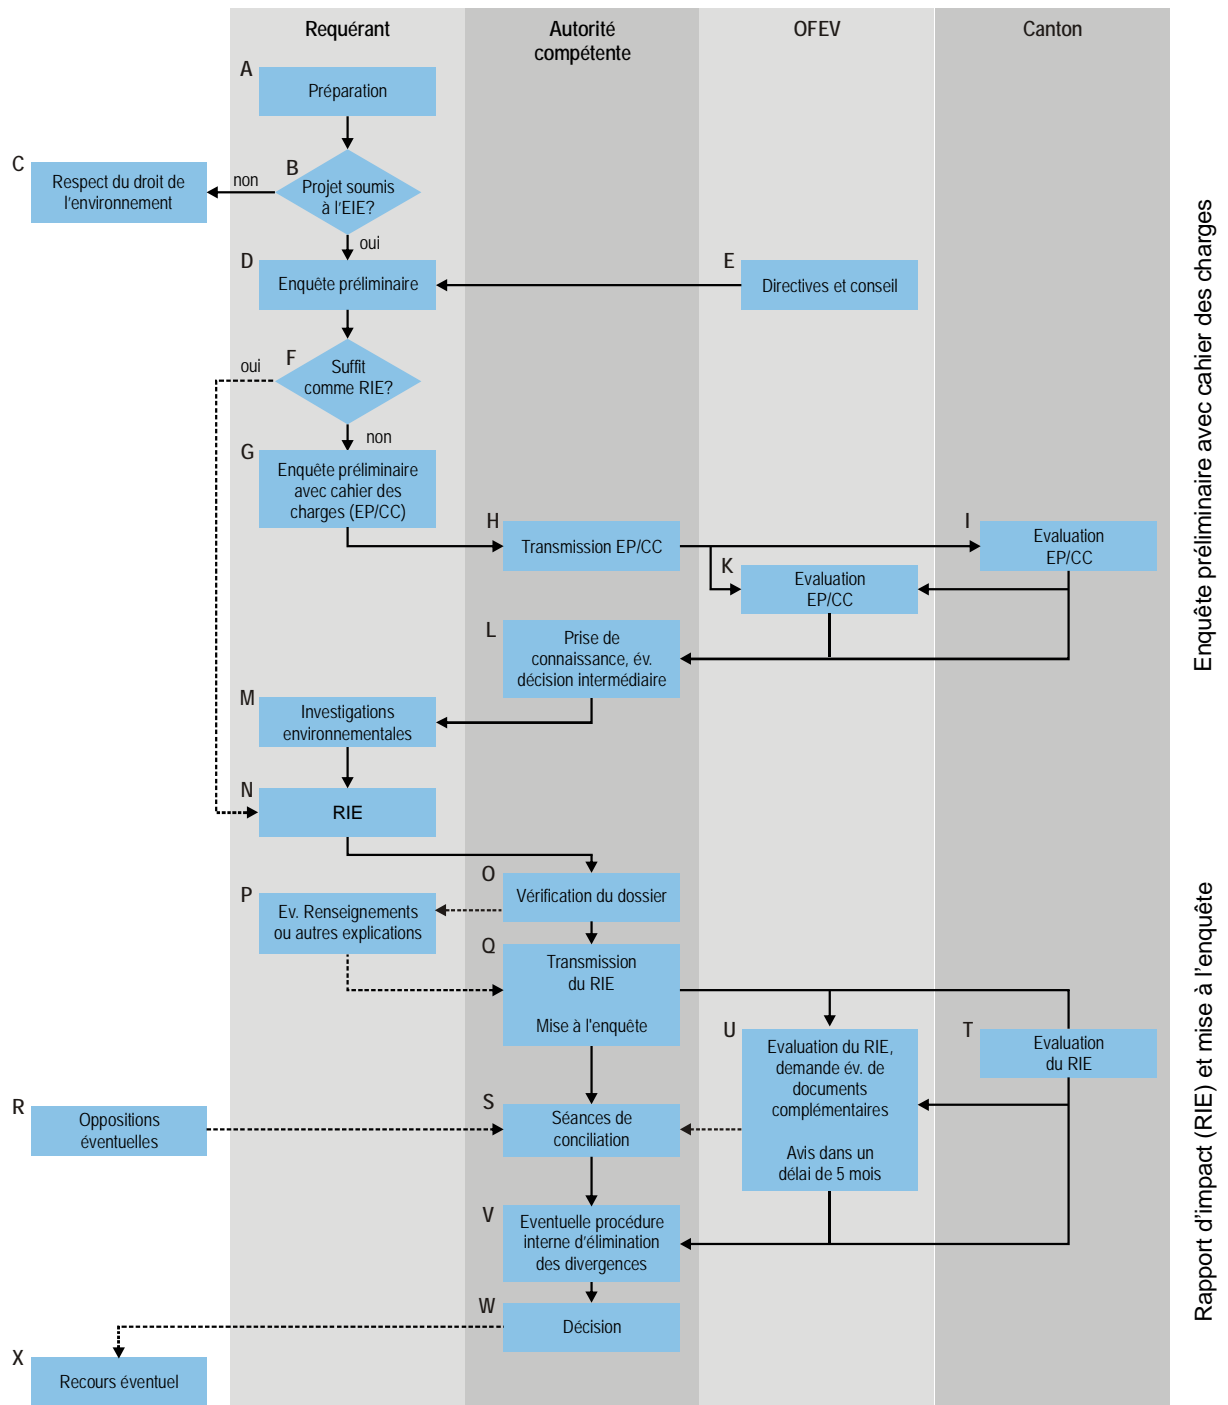 Requérant
Autorité
compétente
OFEV
Canton
A
Préparation
C
Respect du droit de
l'environnement
non
B
Projet soumis
à l'EIE?
oui
D
Enquête préliminaire
E
Directives et conseil
oui
F
Suffit
comme RIE?
non
G
Enquête préliminaire
avec cahier des
charges (EP/CC)
H
Transmission EP/CC
I
Evaluation
EP/CC
K
Evaluation
EP/CC
L
Prise de
connaissance, év.
décision intermédiaire
M
Investigations
environnementales
N
RIE
O
Vérification du dossier
P
Ev. Renseignements
ou autres explications
Q
Transmission
du RIE
Mise à l'enquête
U
Evaluation du RIE,
demande év. de
documents
complémentaires
Avis dans un
délai de 5 mois
T
Evaluation
du RIE
R
Oppositions
éventuelles
S
Séances de
conciliation
V
Eventuelle procédure
interne d'élimination
des divergences
W
Décision
X
Recours éventuel
Enquête préliminaire avec cahier des charges
Rapport d'impact (RIE) et mise à l'enquête